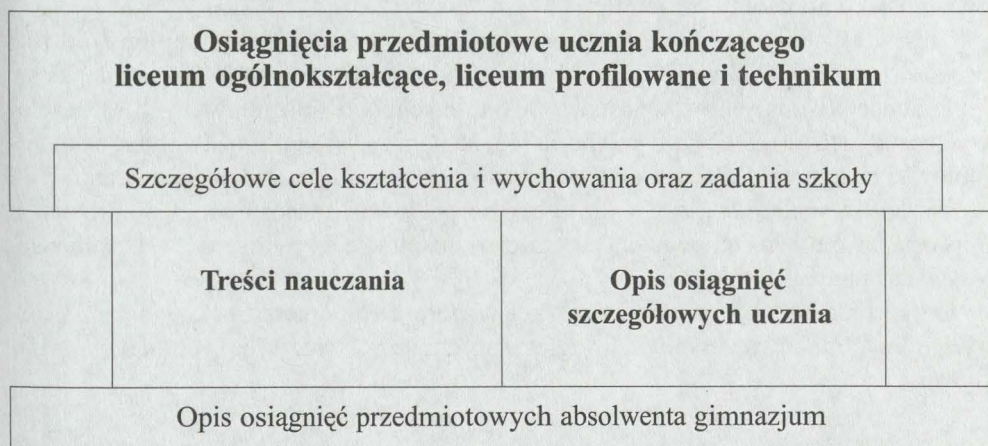 Osiągnięcia przedmiotowe ucznia kończącego
liceum ogólnokształcące, liceum profilowane i technikum
Szczegółowe cele kształcenia i wychowania oraz zadania szkoły
Treści nauczania
Opis osiągnięć
szczegółowych ucznia
Opis osiągnięć przedmiotowych absolwenta gimnazjum